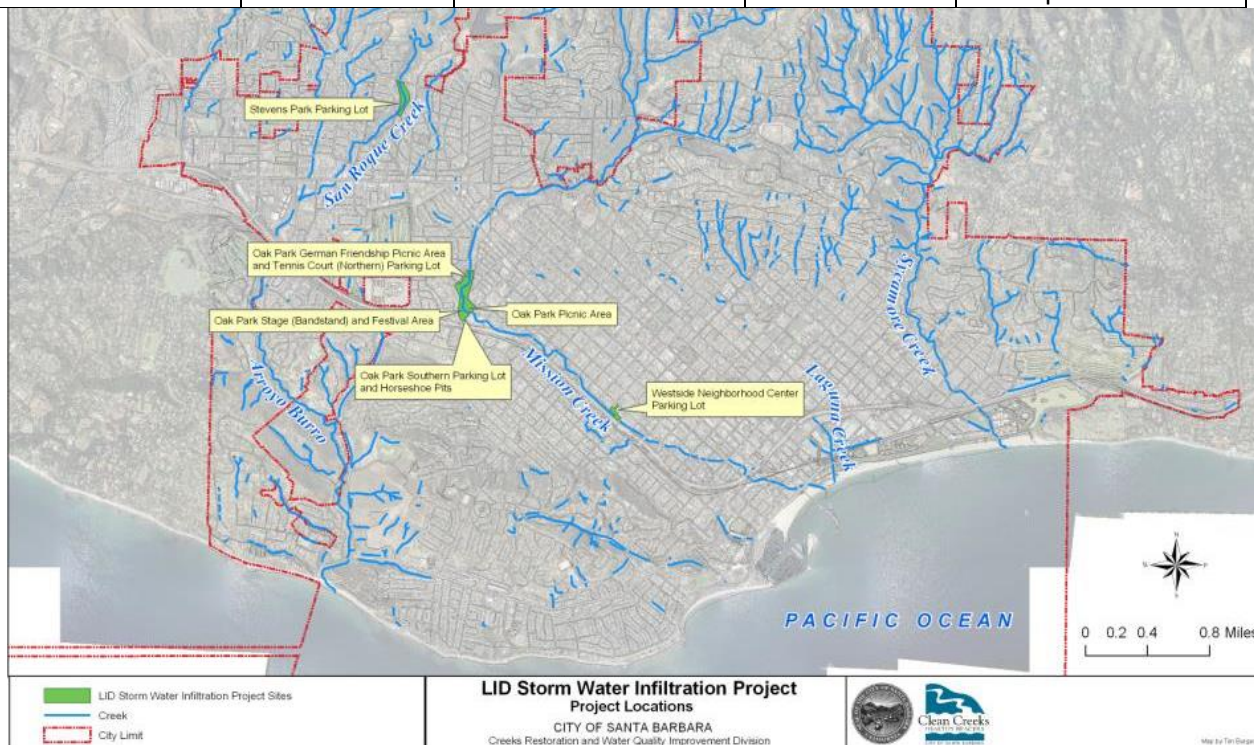 Stevens Park Parking Lot
San Roque Creek
Oak Park German Friendship Picnic Area
and Tennis Court (Northern) Parking Lot
Oak Park Stage (Bandstand) and Festival Area
Oak Park Picnic Area
Oak Park Southern Parking Lot
and Horseshoe Pits
Arroyo Burro
Mission Creek
Westside Neighborhood Center
Parking Lot
Laguna Creek
Sycamore Creek
PACIFIC OCEAN
0 0.2 0.4 0.8 Miles
LID Storm Water Infiltration Project Sites
Creek
City Limit
LID Storm Water Infiltration Project
Project Locations
CITY OF SANTA BARBARA
Creeks Restoration and Water Quality Improvement Division
Clean Creeks